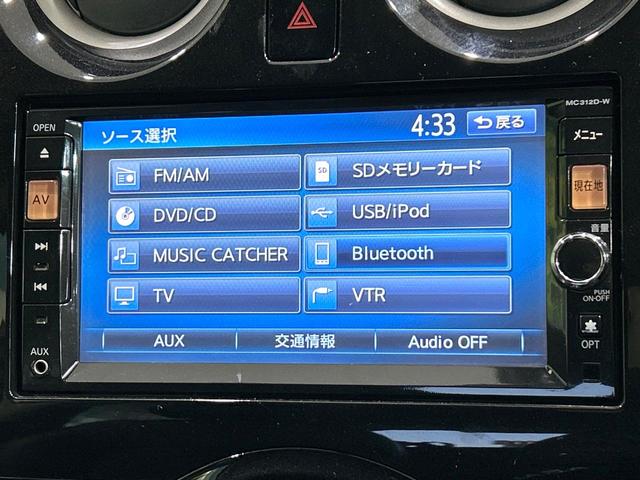 MC312D-W
OPEN
AV
AUX
ソース選択
4:33
戻る
FM/AM
SDメモリーカード
SD
DVD/CD
USB/iPod
MUSIC CATCHER
Bluetooth
TV
VTR
AUX
交通情報
Audio OFF
メニュー
現在地
音量
PUSH
ON-OFF
OPT